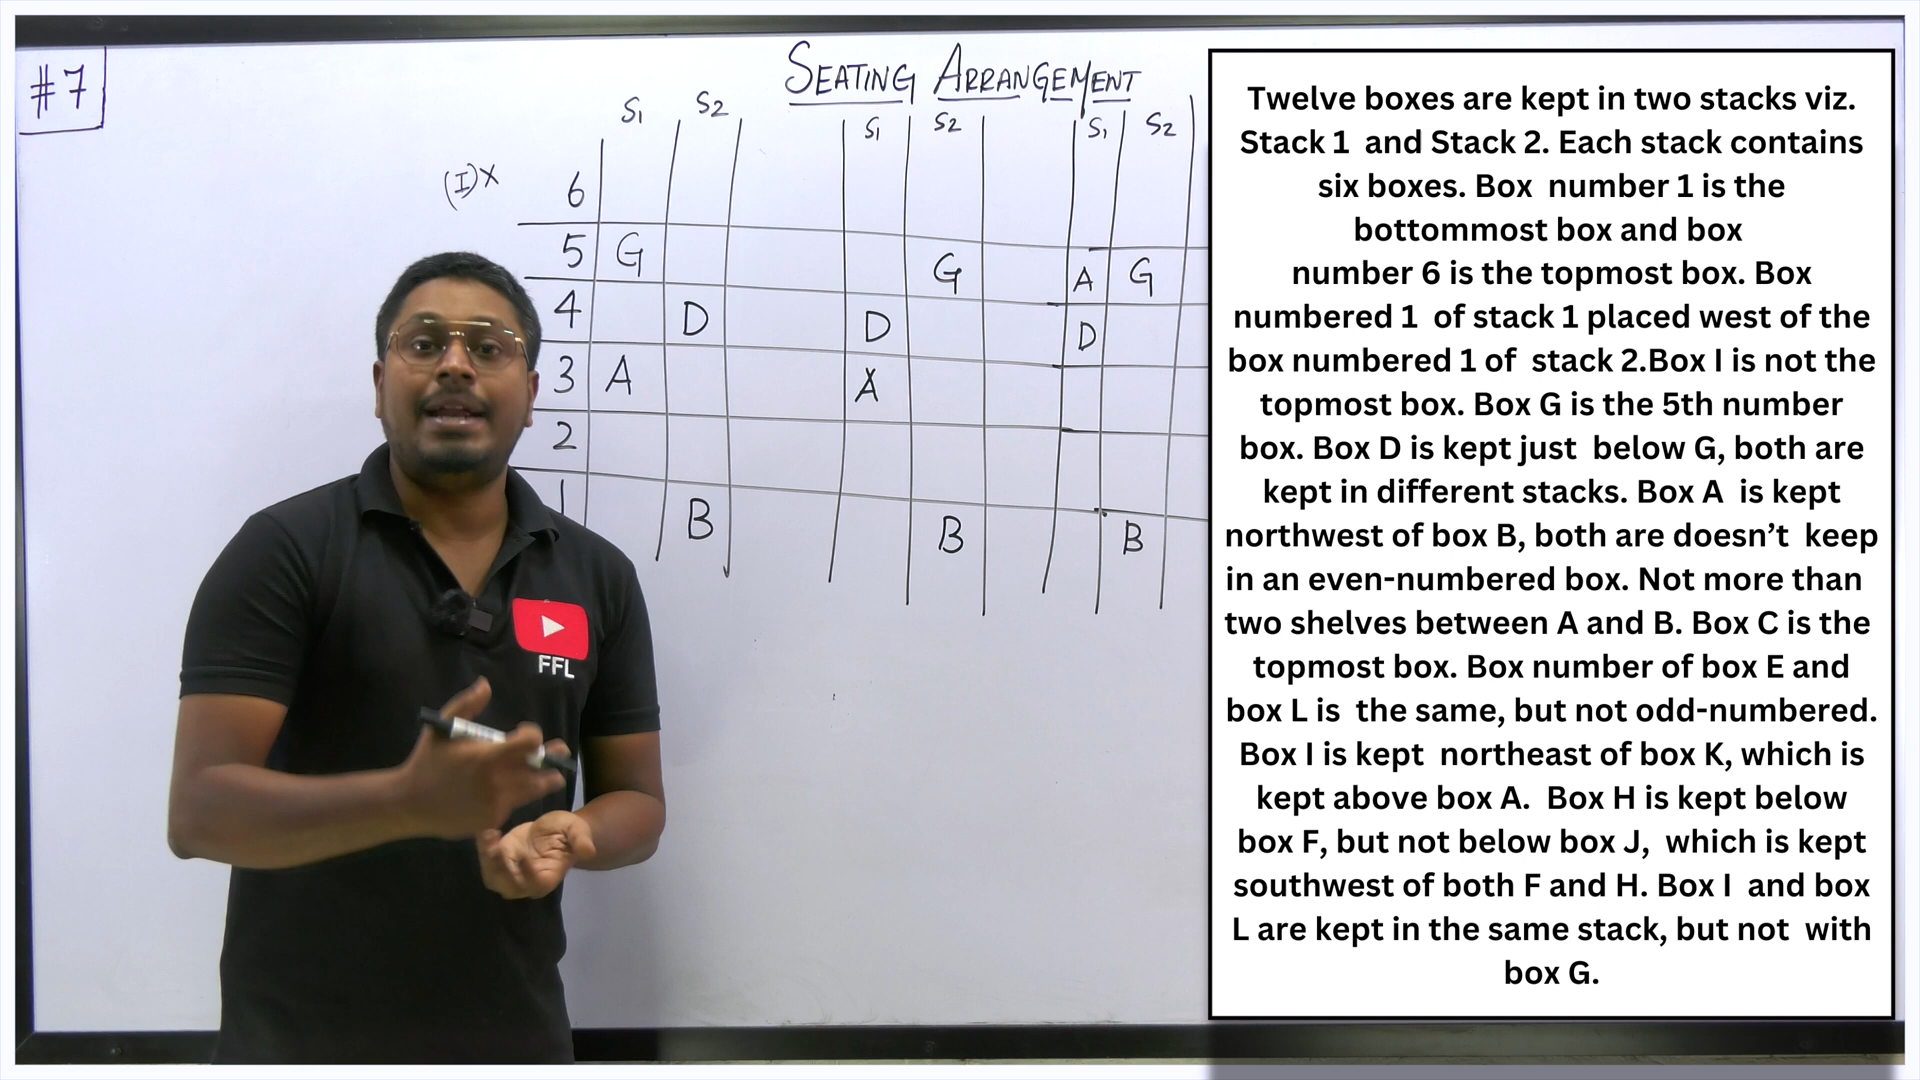 #7
SEATING ARRANGEMENT
S1 S2 S1 S2 S1 S2
(I)X 6
5 G G A G
4 D D D
3 A A
2
1 B B B
FFL
Twelve boxes are kept in two stacks viz.
Stack 1 and Stack 2. Each stack contains
six boxes. Box number 1 is the
bottommost box and box
number 6 is the topmost box. Box
numbered 1 of stack 1 placed west of the
box numbered 1 of stack 2.Box I is not the
topmost box. Box G is the 5th number
box. Box D is kept just below G, both are
kept in different stacks. Box A is kept
northwest of box B, both are doesn’t keep
in an even-numbered box. Not more than
two shelves between A and B. Box C is the
topmost box. Box number of box E and
box L is the same, but not odd-numbered.
Box I is kept northeast of box K, which is
kept above box A. Box H is kept below
box F, but not below box J, which is kept
southwest of both F and H. Box I and box
L are kept in the same stack, but not with
box G.